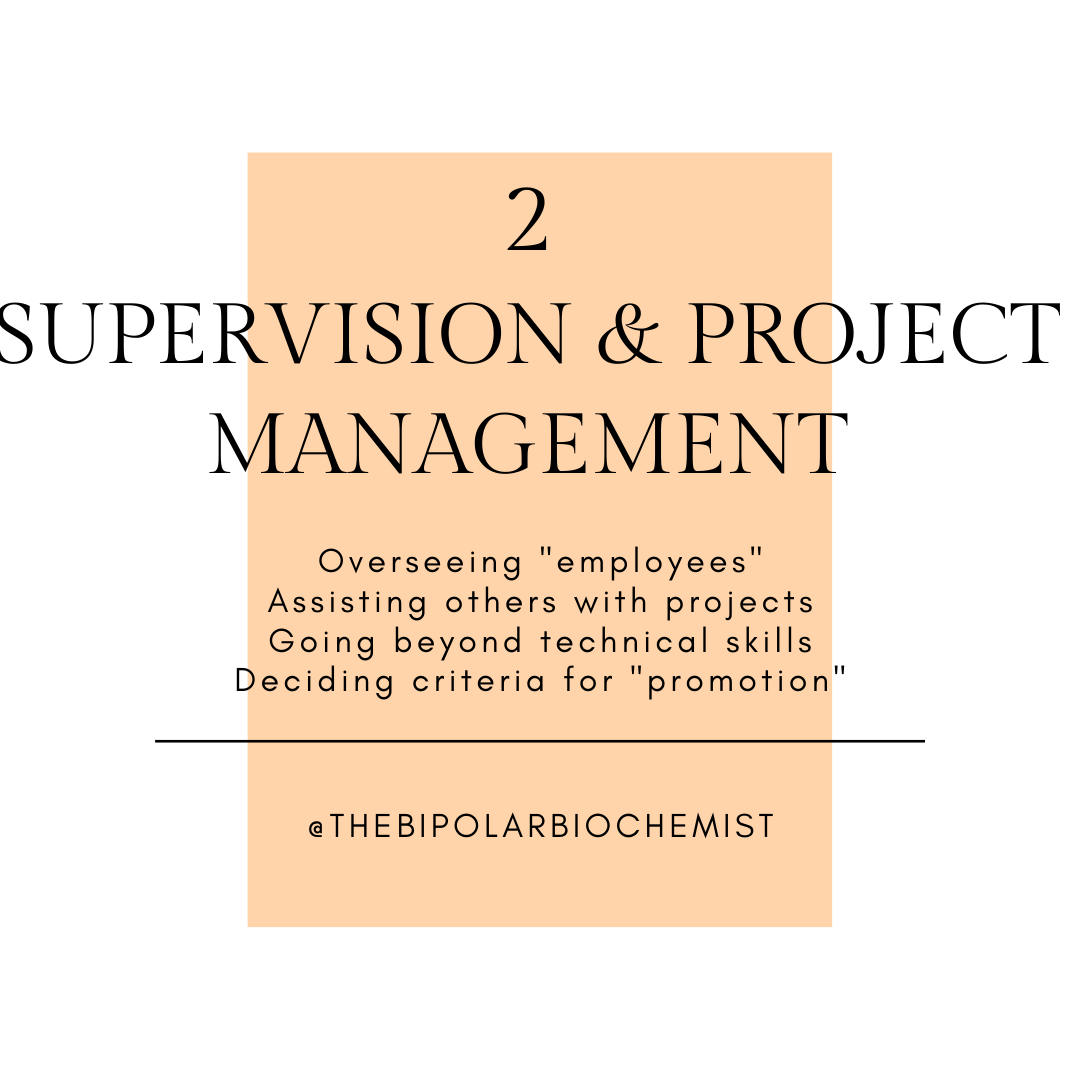 2
SUPERVISION & PROJECT
MANAGEMENT
Overseeing "employees"
Assisting others with projects
Going beyond technical skills
Deciding criteria for "promotion"
@THEBIPOLARBIOCHEMIST